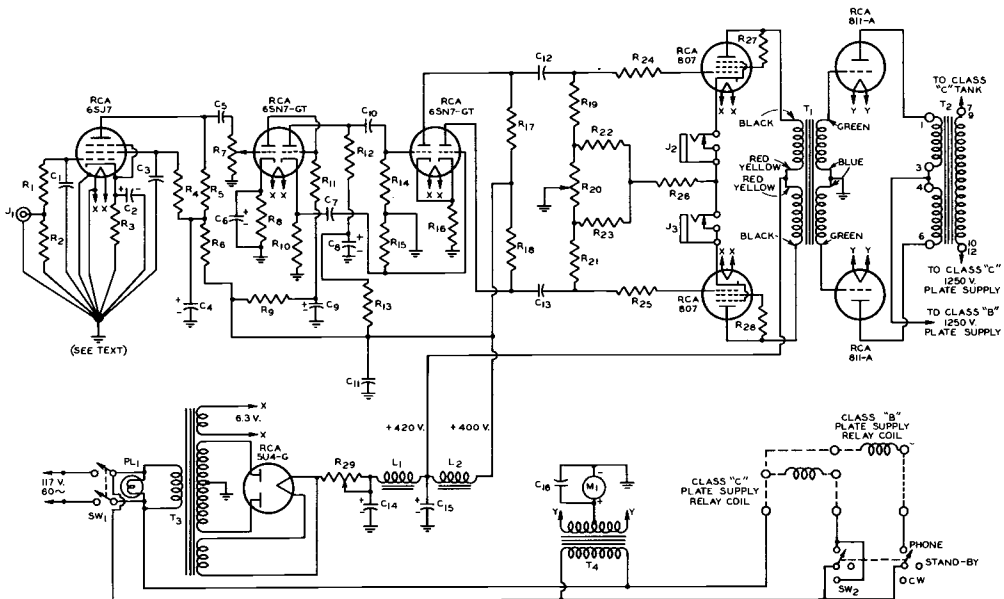 RCA
6SJ7
C5
RCA
6SN7-GT
C10
RCA
6SN7-GT
C12
R24
RCA
807
R27
RCA
811-A
TO CLASS
"C" TANK
T2
7
9
J1
R1
R2
C1
C2
R3
C3
R4
R5
R6
C4
R7
C6
R8
R10
R11
C7
R12
C8
R9
C9
R13
C11
R14
R15
R16
R17
R18
R19
R20
R21
R22
R23
R26
C13
R25
J2
J3
X X
X X
X X
X X
X X
RCA
807
R28
T1
BLACK
RED
YELLOW
RED
YELLOW
BLACK
GREEN
BLUE
GREEN
Y Y
Y Y
RCA
811-A
1
3
4
6
10
12
TO CLASS "C"
1250 V.
PLATE SUPPLY
TO CLASS "B"
1250 V.
PLATE SUPPLY
(SEE TEXT)
117 V.
60~
SW1
PL1
T3
X
6.3 V.
X
RCA
5U4-G
R29
C14
L1
+420 V.
C15
L2
+400 V.
C16
M1
Y
Y
T4
CLASS "B"
PLATE SUPPLY
RELAY COIL
CLASS "C"
PLATE SUPPLY
RELAY COIL
SW2
PHONE
STAND-BY
CW